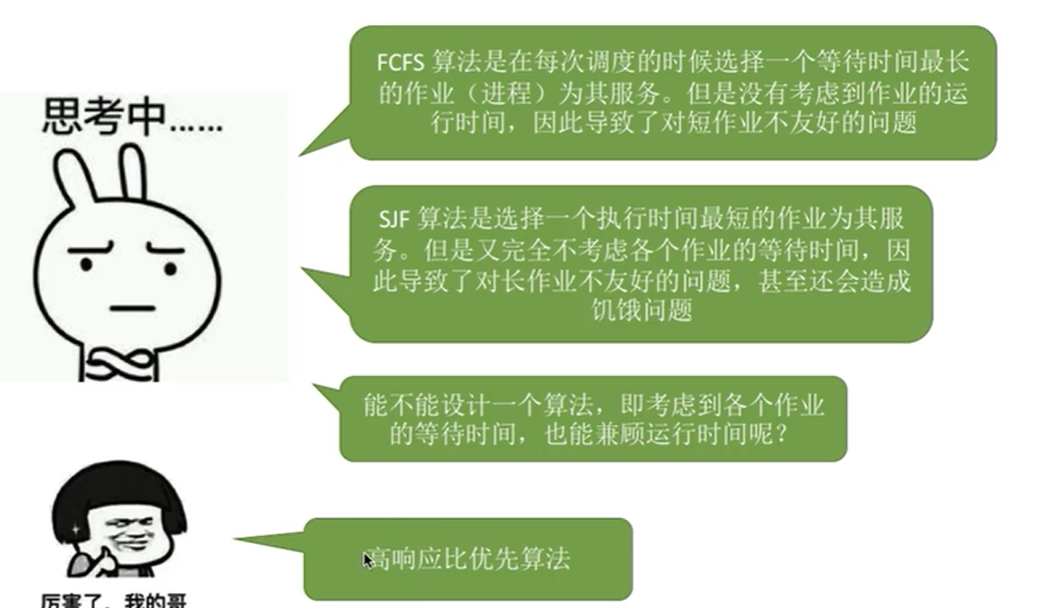 思考中……
FCFS 算法是在每次调度的时候选择一个等待时间最长
的作业（进程）为其服务。但是没有考虑到作业的运
行时间，因此导致了对短作业不友好的问题
SJF 算法是选择一个执行时间最短的作业为其服
务。但是又完全不考虑各个作业的等待时间，因
此导致了对长作业不友好的问题，甚至还会造成
饥饿问题
能不能设计一个算法，即考虑到各个作业
的等待时间，也能兼顾运行时间呢？
高响应比优先算法
厉害了，我的哥